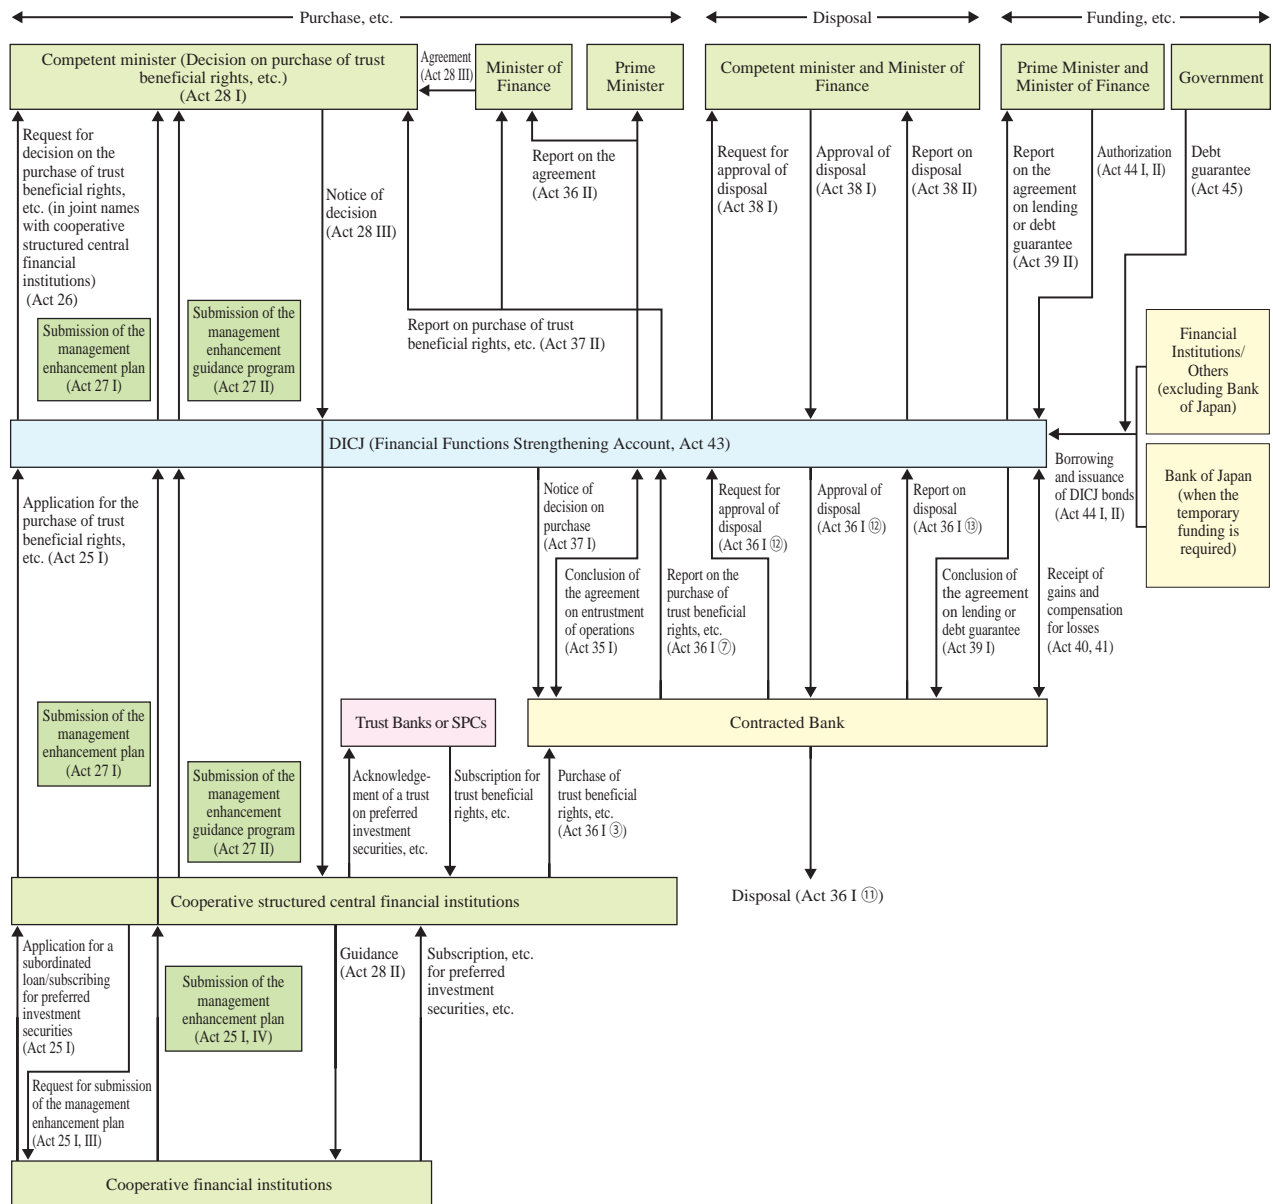 Purchase, etc.
Disposal
Funding, etc.
Competent minister (Decision on purchase of trust
beneficial rights, etc.)
(Act 28 I)
Agreement
(Act 28 III)
Minister of
Finance
Prime
Minister
Competent minister and Minister of
Finance
Prime Minister and
Minister of Finance
Government
Request for
decision on the
purchase of trust
beneficial rights,
etc. (in joint names
with cooperative
structured central
financial
institutions)
(Act 26)
Notice of
decision
(Act 28 III)
Report on the
agreement
(Act 36 II)
Request for
approval of
disposal
(Act 38 I)
Approval of
disposal
(Act 38 I)
Report on
disposal
(Act 38 II)
Report
on the
agreement
on lending
or debt
guarantee
(Act 39 II)
Authorization
(Act 44 I, II)
Debt
guarantee
(Act 45)
Submission of the
management
enhancement plan
(Act 27 I)
Submission of the
management
enhancement
guidance program
(Act 27 II)
Report on purchase of trust
beneficial rights, etc. (Act 37 II)
Financial
Institutions/
Others
(excluding Bank
of Japan)
DICJ (Financial Functions Strengthening Account, Act 43)
Application for the
purchase of trust
beneficial rights,
etc. (Act 25 I)
Notice of
decision on
purchase
(Act 37 I)
Request for
approval of
disposal
(Act 36 I ⑫)
Approval of
disposal
(Act 36 I ⑫)
Report on
disposal
(Act 36 I ⑬)
Borrowing
and issuance
of DICJ bonds
(Act 44 I, II)
Bank of Japan
(when the
temporary
funding is
required)
Conclusion of
the agreement
on entrustment
of operations
(Act 35 I)
Report on the
purchase of
trust beneficial
rights, etc.
(Act 36 I ⑦)
Conclusion of
the agreement
on lending or
debt guarantee
(Act 39 I)
Receipt of
gains and
compensation
for losses
(Act 40, 41)
Submission of the
management
enhancement plan
(Act 27 I)
Trust Banks or SPCs
Contracted Bank
Submission of the
management
enhancement
guidance program
(Act 27 II)
Acknowledge-
ment of a trust
on preferred
investment
securities, etc.
Subscription for
trust beneficial
rights, etc.
Purchase of
trust beneficial
rights, etc.
(Act 36 I ③)
Disposal (Act 36 I ⑪)
Cooperative structured central financial institutions
Application for a
subordinated
loan/subscribing
for preferred
investment
securities
(Act 25 I)
Submission of the
management
enhancement plan
(Act 25 I, IV)
Guidance
(Act 28 II)
Subscription, etc.
for preferred
investment
securities, etc.
Request for submission
of the management
enhancement plan
(Act 25 I, III)
Cooperative financial institutions